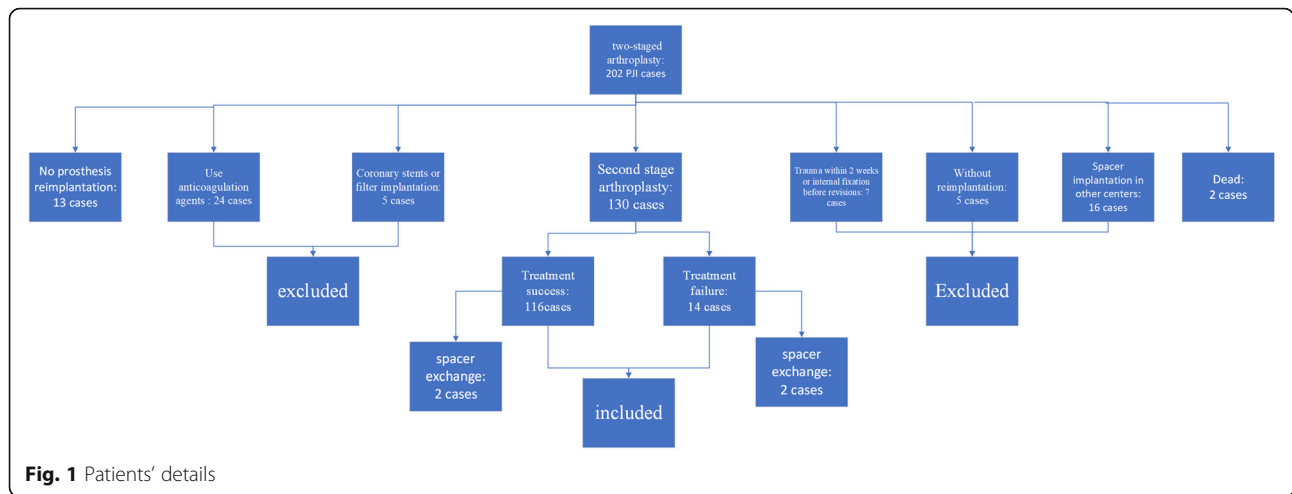 two-staged
arthroplasty:
202 PJI cases
No prosthesis
reimplantation:
13 cases
Use
anticoagulation
agents : 24 cases
Coronary stents or
filter implantation:
5 cases
Second stage
arthroplasty:
130 cases
Trauma within 2 weeks
or internal fixation
before revisions: 7
cases
Without
reimplantation:
5 cases
Spacer
implantation in
other centers:
16 cases
Dead:
2 cases
excluded
Treatment
success:
116cases
Treatment
failure:
14 cases
Excluded
spacer
exchange:
2 cases
included
spacer
exchange:
2 cases
Fig. 1 Patients’ details